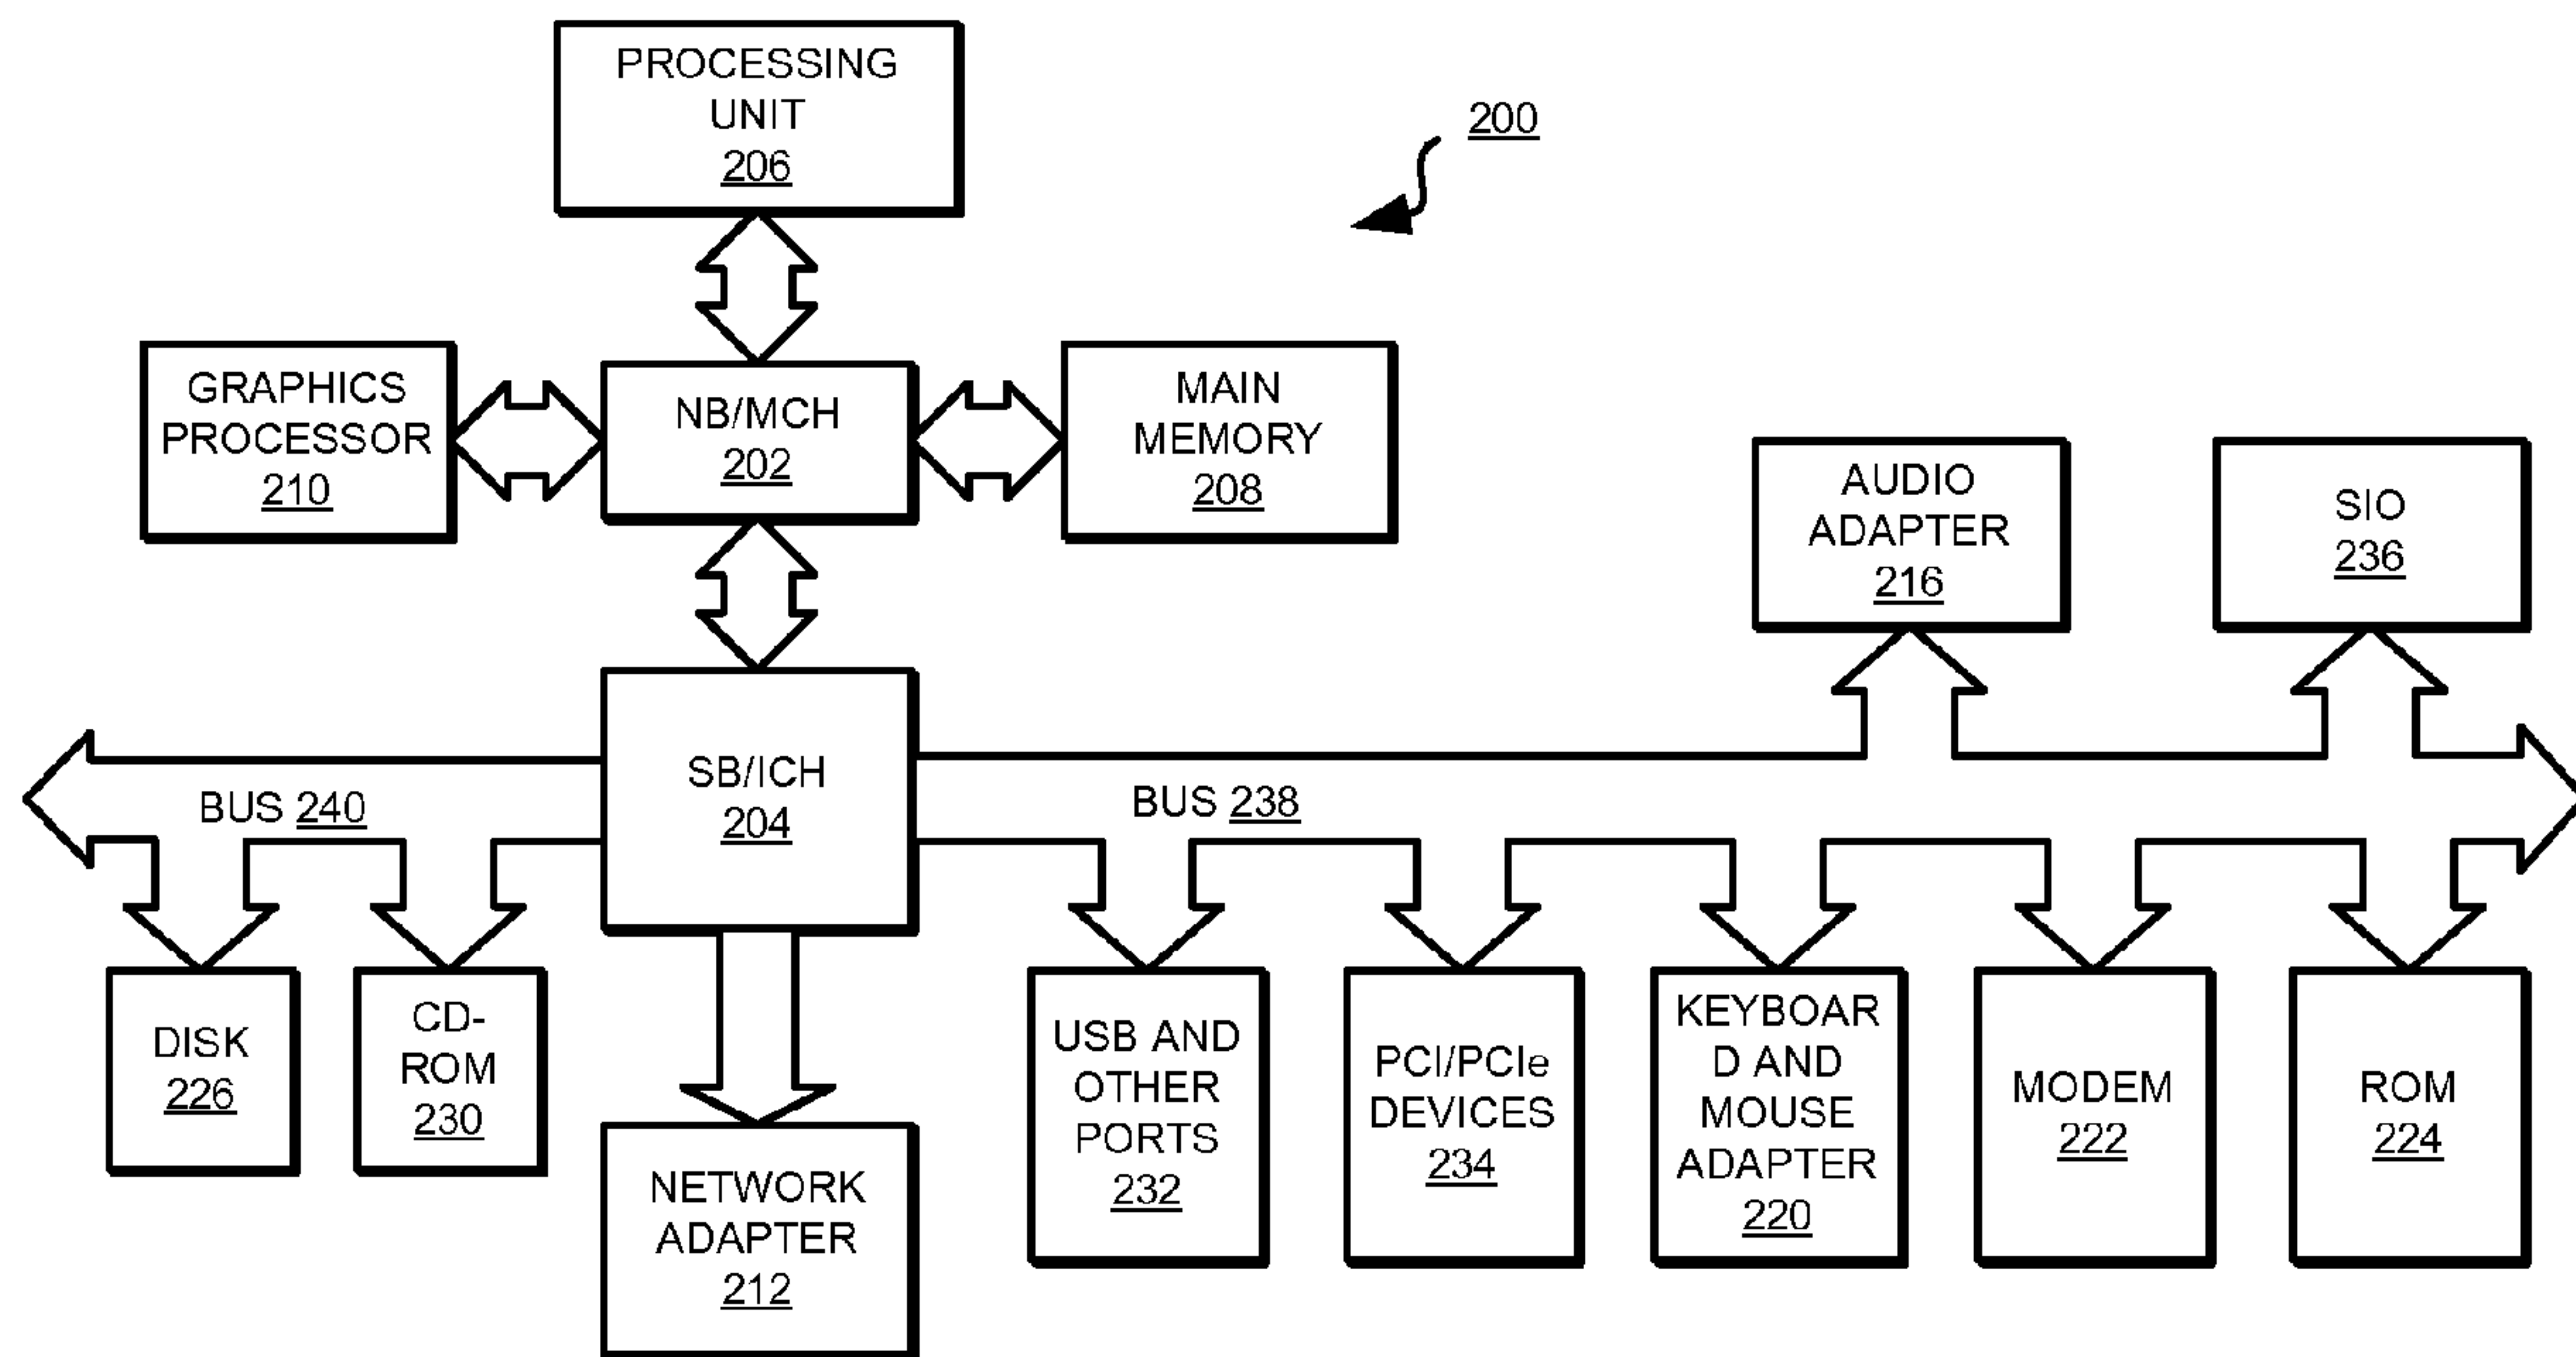 PROCESSING
UNIT
206
200
GRAPHICS
PROCESSOR
210
NB/MCH
202
MAIN
MEMORY
208
AUDIO
ADAPTER
216
SIO
236
SB/ICH
204
BUS 240
BUS 238
DISK
226
CD-
ROM
230
NETWORK
ADAPTER
212
USB AND
OTHER
PORTS
232
PCI/PCIe
DEVICES
234
KEYBOAR
D AND
MOUSE
ADAPTER
220
MODEM
222
ROM
224